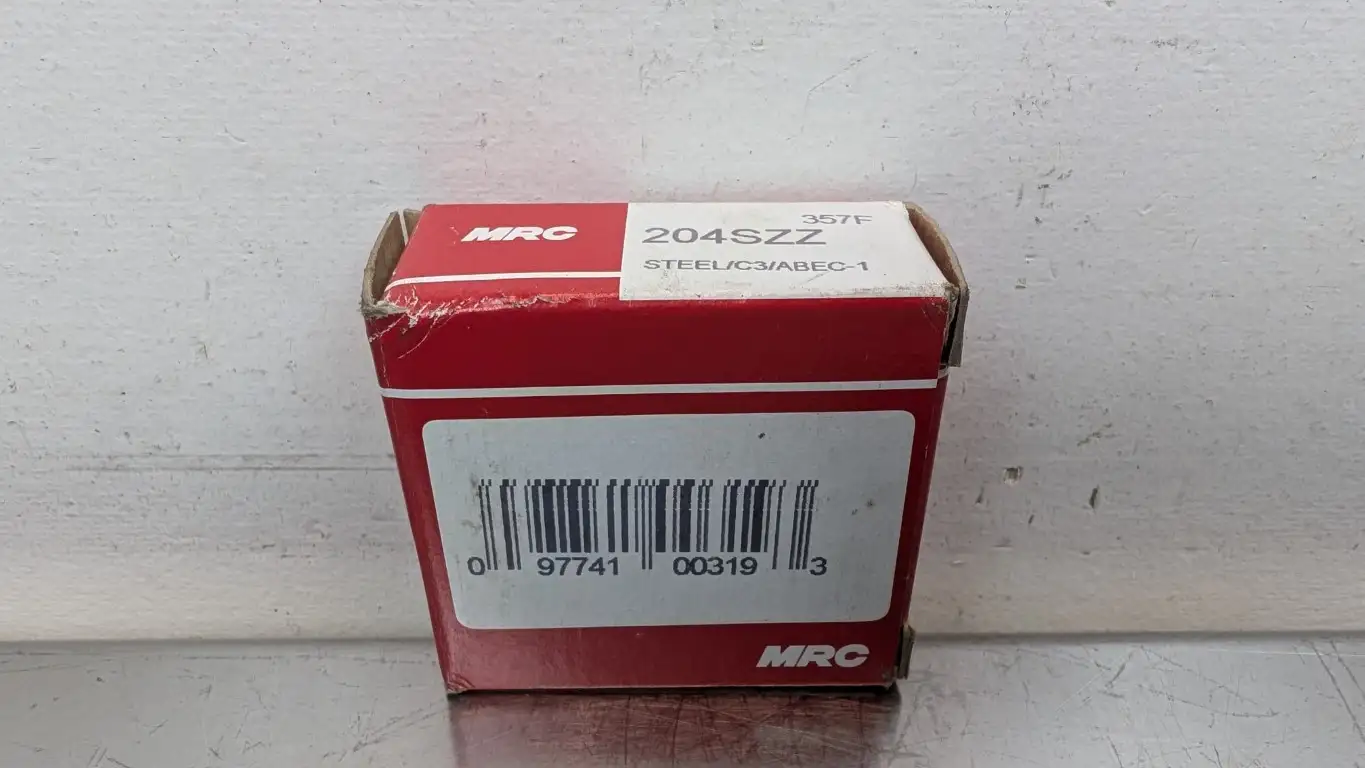 MRC
357F
204SZZ
STEEL/C3/ABEC-1
0 97741 00319 3
MRC